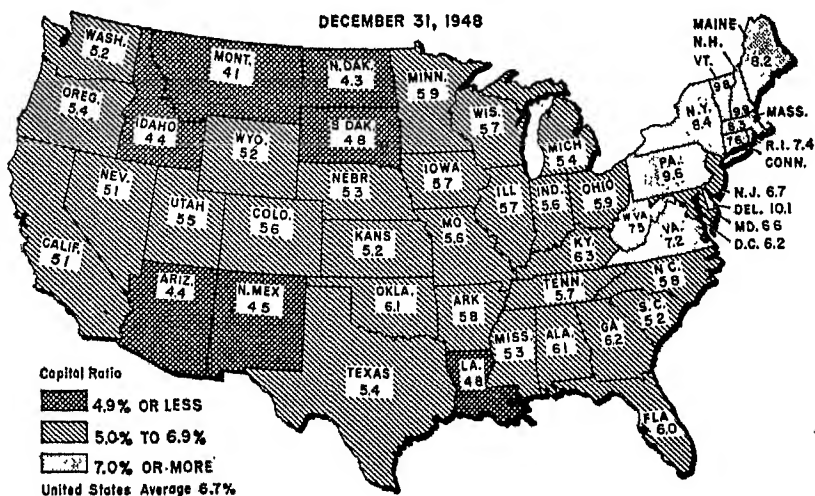 DECEMBER 31, 1948
WASH.
5.2
OREG.
5.4
CALIF.
5.1
NEV.
5.1
IDAHO
4.4
MONT.
4.1
WYO.
5.2
UTAH
5.5
COLO.
5.6
ARIZ.
4.4
N.MEX
4.5
N.DAK.
4.3
S DAK.
4.8
NEBR
5.3
KANS
5.2
OKLA.
6.1
TEXAS
5.4
MINN.
5.9
IOWA
5.7
MO.
5.6
ARK
5.8
LA.
4.8
WIS.
5.7
ILL
5.7
MICH
5.4
IND.
5.6
OHIO
5.9
KY.
6.3
TENN.
5.7
MISS.
5.3
ALA.
6.1
GA
6.2
FLA
6.0
S.C.
5.2
N C.
5.8
VA.
7.2
W VA
7.5
PA.
9.6
N.Y.
8.4
VT.
9.8
N.H.
9.9
MAINE
8.2
MASS.
R.I. 7.4
CONN.
7.6
N.J. 6.7
DEL. 10.1
MD. 6.6
D.C. 6.2
Capital Ratio
4.9% OR LESS
5.0% TO 6.9%
7.0% OR-MORE
United States Average 6.7%